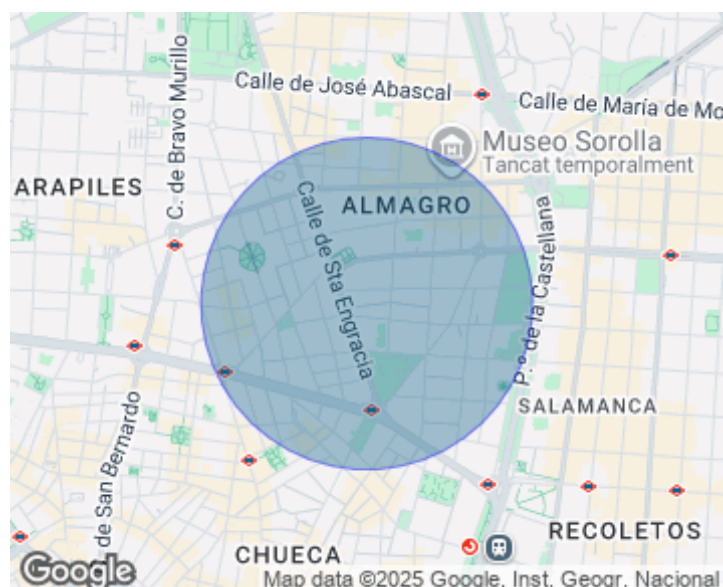 Calle de José Abascal
Calle de María de Mo
C. de Bravo Murillo
Museo Sorolla
Tancat temporalment
ARAPILES
ALMAGRO
Calle de Sta Engracia
P.º de la Castellana
SALAMANCA
de San Bernardo
RECOLETOS
CHUECA
Google
Map data ©2025 Google, Inst. Geogr. Nacional